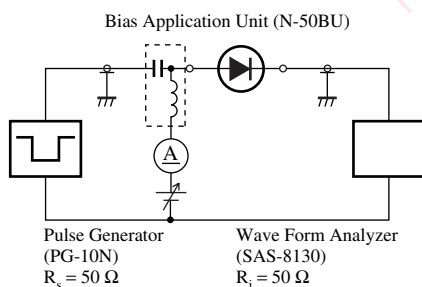 Bias Application Unit (N-50BU)
A
Pulse Generator
(PG-10N)
Rs = 50 Ω
Wave Form Analyzer
(SAS-8130)
Ri = 50 Ω